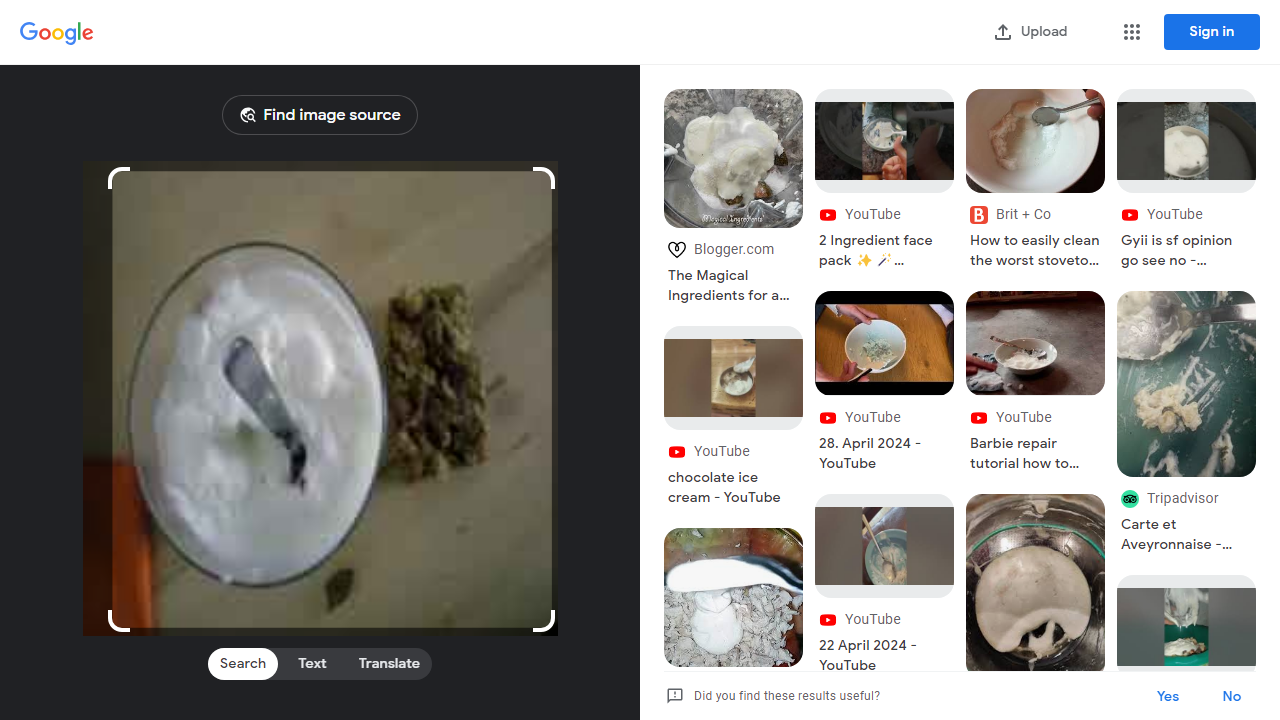 Google
Upload
Sign in
Find image source
Search
Text
Translate
Blogger.com
The Magical
Ingredients for a...
YouTube
chocolate ice
cream - YouTube
YouTube
2 Ingredient face
pack ✨ 🪄...
YouTube
28. April 2024 -
YouTube
YouTube
22 April 2024 -
YouTube
Brit + Co
How to easily clean
the worst stoveto...
YouTube
Barbie repair
tutorial how to...
YouTube
Gyii is sf opinion
go see no -...
Tripadvisor
Carte et
Aveyronnaise -...
Did you find these results useful?
Yes
No